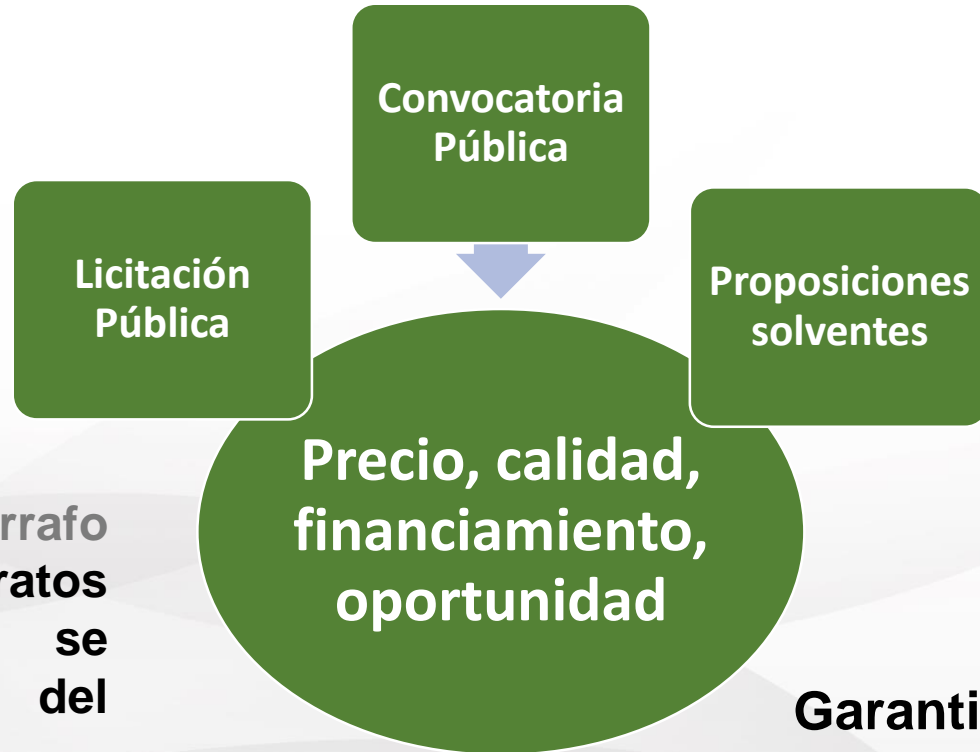 Convocatoria
Pública
Licitación
Pública
Proposiciones
solventes
Precio, calidad,
financiamiento,
oportunidad
rrafo
ratos
se
del
Garanti